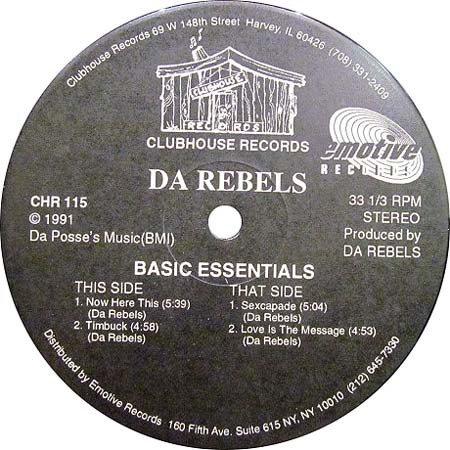 Clubhouse Records 69 W 148th Street Harvey, IL 60426 (708) 331-2409
CLUBHOUSE
RECORDS
CLUBHOUSE RECORDS
emotive
RECORDS
DA REBELS
CHR 115
© 1991
Da Posse's Music(BMI)
33 1/3 RPM
STEREO
Produced by
DA REBELS
BASIC ESSENTIALS
THIS SIDE
1. Now Here This (5:39)
(Da Rebels)
2. Timbuck (4:58)
(Da Rebels)
THAT SIDE
1. Sexcapade (5:04)
(Da Rebels)
2. Love Is The Message (4:53)
(Da Rebels)
Distributed by Emotive Records 160 Fifth Ave. Suite 615 NY, NY 10010 (212) 645-7330